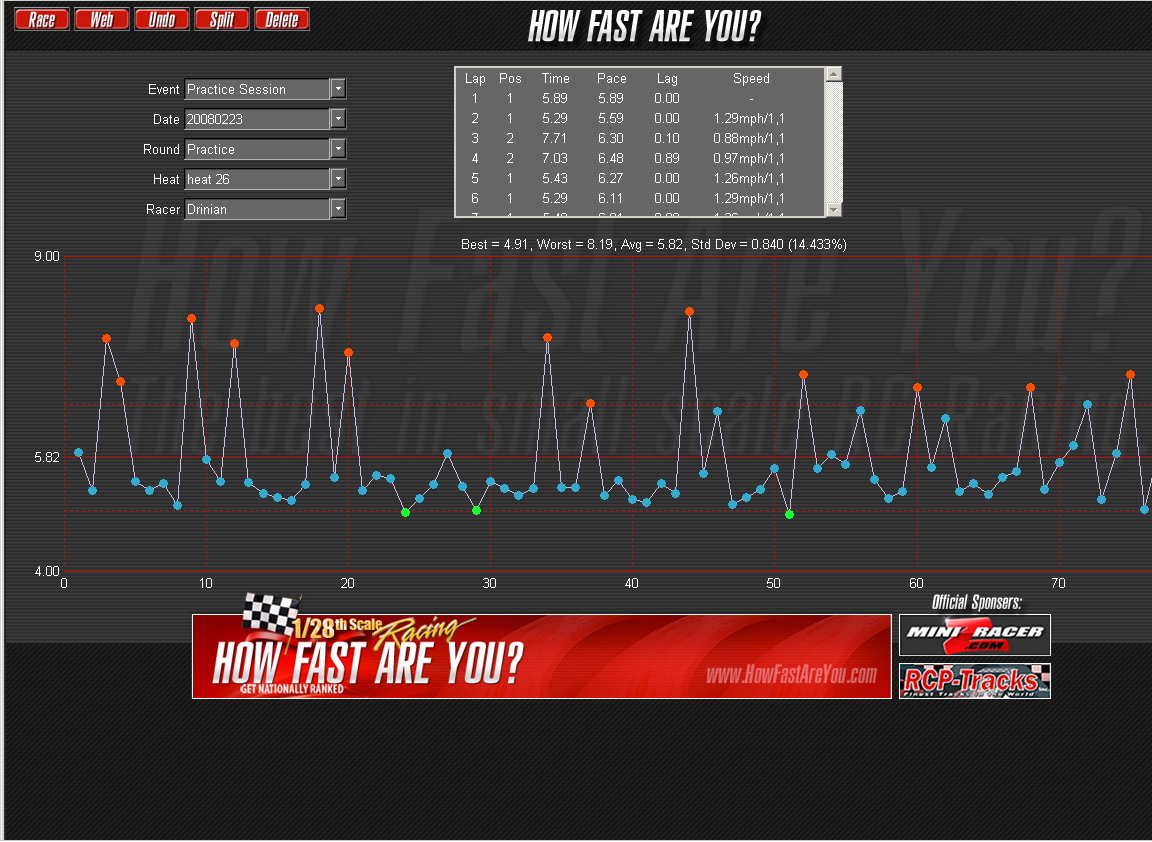 Race Web Undo Split Delete
HOW FAST ARE YOU?
Event Practice Session
Date 20080223
Round Practice
Heat heat 26
Racer Drinian
Lap Pos Time Pace Lag Speed
1 1 5.89 5.89 0.00 -
2 1 5.29 5.59 0.00 1.29mph/1,1
3 2 7.71 6.30 0.10 0.88mph/1,1
4 2 7.03 6.48 0.89 0.97mph/1,1
5 1 5.43 6.27 0.00 1.26mph/1,1
6 1 5.29 6.11 0.00 1.29mph/1,1
Best = 4.91, Worst = 8.19, Avg = 5.82, Std Dev = 0.840 (14.433%)
How Fast Are You?
The best in small scale RC Racing
9.00
5.82
4.00
0 10 20 30 40 50 60 70
1/28th Scale Racing
HOW FAST ARE YOU?
GET NATIONALLY RANKED
www.HowFastAreYou.com
Official Sponsers:
MINI-Z RACER
.COM
RCP-Tracks Inc.
Finest Tracks in the World